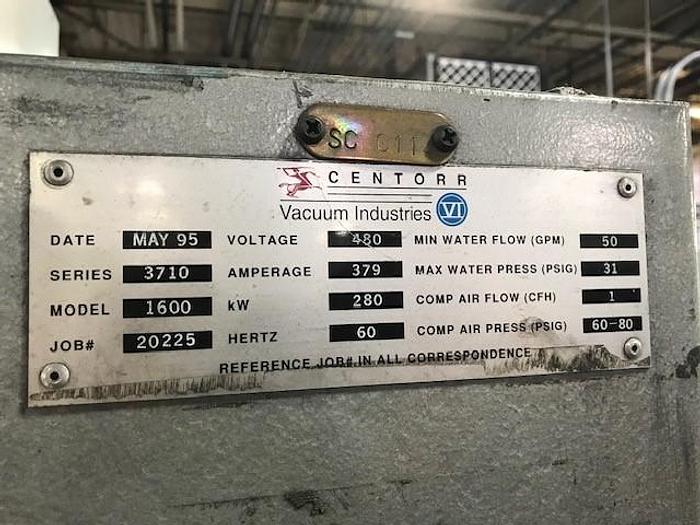 SC C11
CENTORR
Vacuum Industries VI
DATE MAY 95 VOLTAGE 480 MIN WATER FLOW (GPM) 50
SERIES 3710 AMPERAGE 379 MAX WATER PRESS (PSIG) 31
MODEL 1600 kW 280 COMP AIR FLOW (CFH) 1
JOB# 20225 HERTZ 60 COMP AIR PRESS (PSIG) 60-80
REFERENCE JOB# IN ALL CORRESPONDENCE